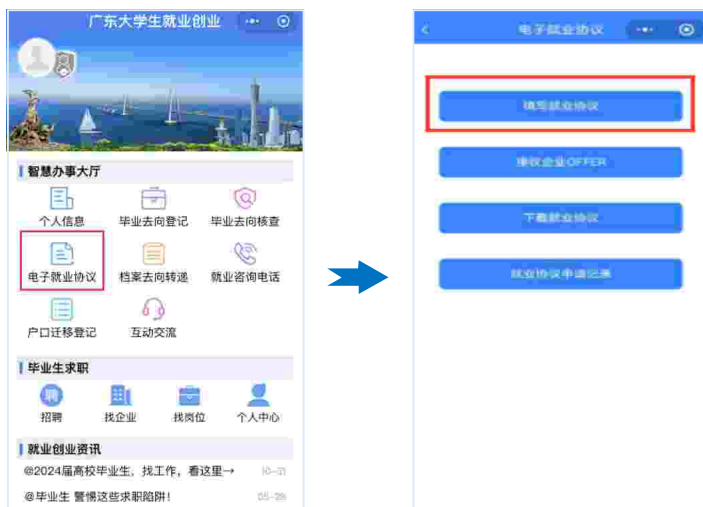 广东大学生就业创业
智慧办事大厅
个人信息 毕业去向登记 毕业去向核查
电子就业协议 档案去向转递 就业咨询电话
户口迁移登记 互动交流
毕业生求职
聘
招聘 找企业 找岗位 个人中心
就业创业资讯
@2024届高校毕业生，找工作，看这里→ 10-31
@毕业生 警惕这些求职陷阱！ 05-29
电子就业协议
填写就业协议
接收企业OFFER
下载就业协议
就业协议申请记录